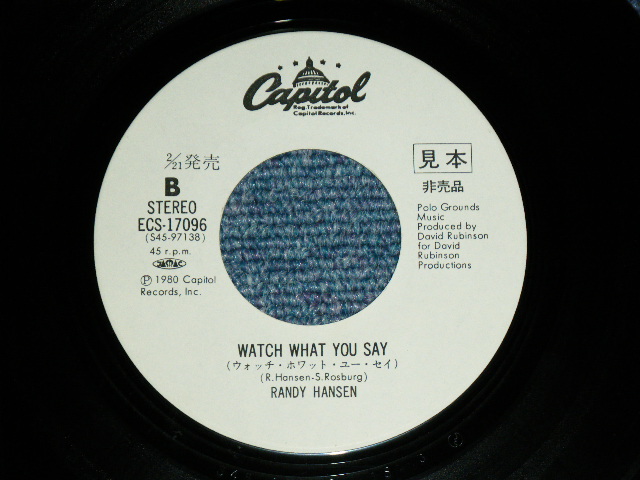 Capitol
Reg. Trademark of
Capitol Records, Inc.
2/21発売
B
STEREO
ECS-17096
(S45-97138)
45 r.p.m.
JASRAC
Ⓟ 1980 Capitol
Records, Inc.
見本
非売品
Polo Grounds
Music
Produced by
David Rubinson
for David
Rubinson
Productions
WATCH WHAT YOU SAY
(ウォッチ・ホワット・ユー・セイ)
(R.Hansen-S.Rosburg)
RANDY HANSEN